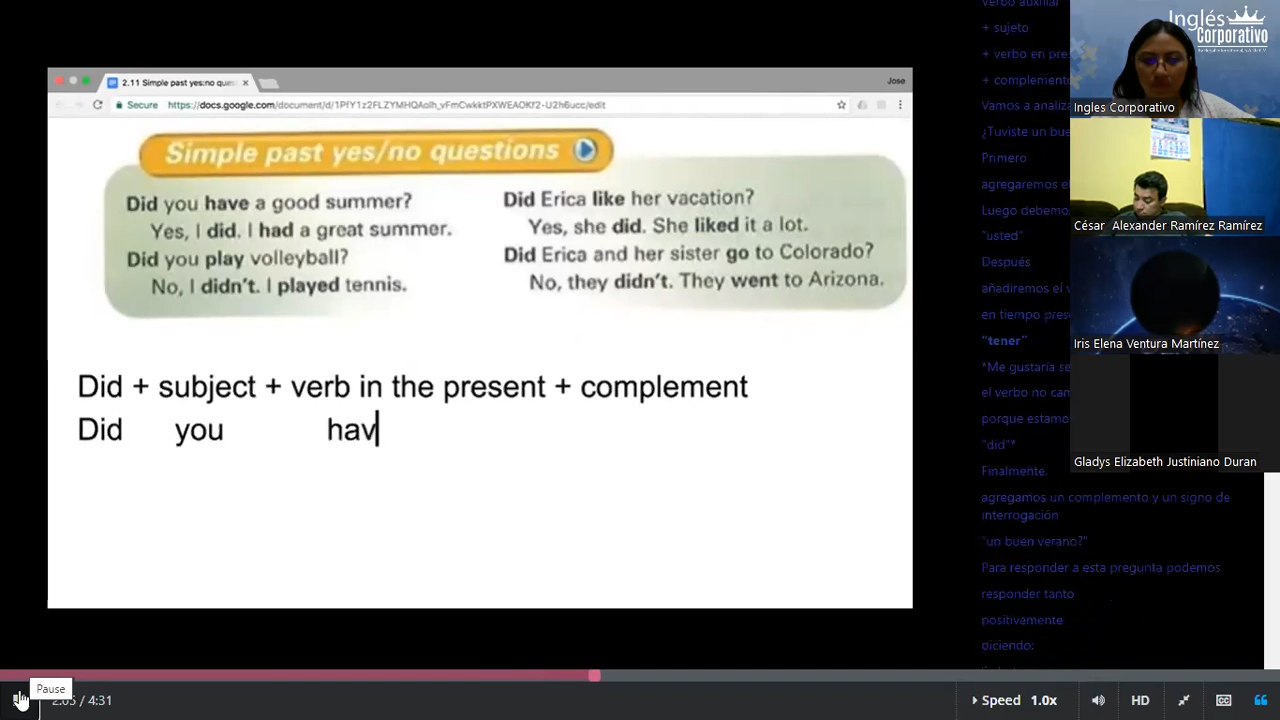 2.11 Simple past yes:no ques
Jose
Secure
https://docs.google.com/document/d/1PfY1z2FLZYMHQAolh_vFmCwkktPXWEAOKf2-U2h6ucc/edit
Simple past yes/no questions
Did you have a good summer?
Yes, I did. I had a great summer.
Did you play volleyball?
No, I didn't. I played tennis.
Did Erica like her vacation?
Yes, she did. She liked it a lot.
Did Erica and her sister go to Colorado?
No, they didn't. They went to Arizona.
Did + subject + verb in the present + complement
Did you hav
verbo auxiliar
+ sujeto
+ verbo en pre
+ complemento
Vamos a analiza
¿Tuviste un bue
Primero
agregaremos el
Luego debemo
"usted"
Después
añadiremos el v
en tiempo pres
"tener"
*Me gustaría se
el verbo no cam
porque estamo
"did"*
Finalmente,
agregamos un complemento y un signo de
interrogación
"un buen verano?"
Para responder a esta pregunta podemos
responder tanto
positivamente
diciendo:
Inglés
Corporativo
Ingles Corporativo
César Alexander Ramírez Ramírez
Iris Elena Ventura Martínez
Gladys Elizabeth Justiniano Duran
Pause
2:05 / 4:31
Speed 1.0x
HD
CC